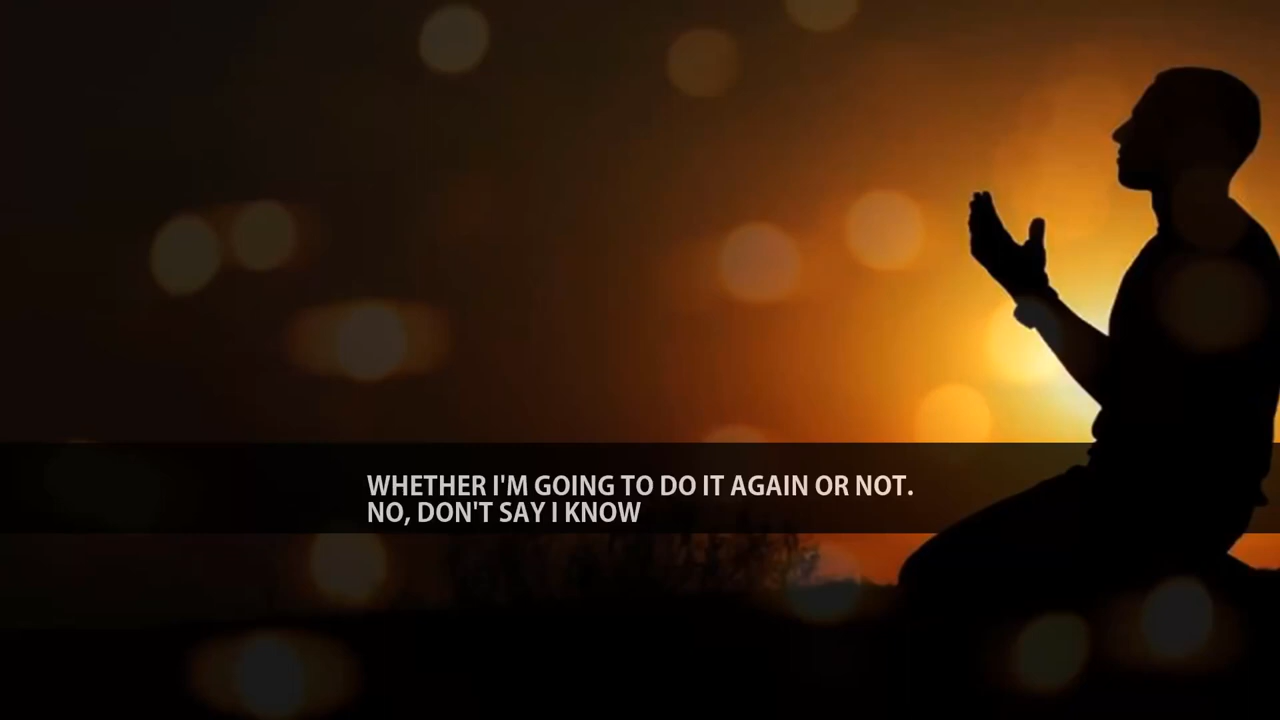 WHETHER I'M GOING TO DO IT AGAIN OR NOT.
NO, DON'T SAY I KNOW